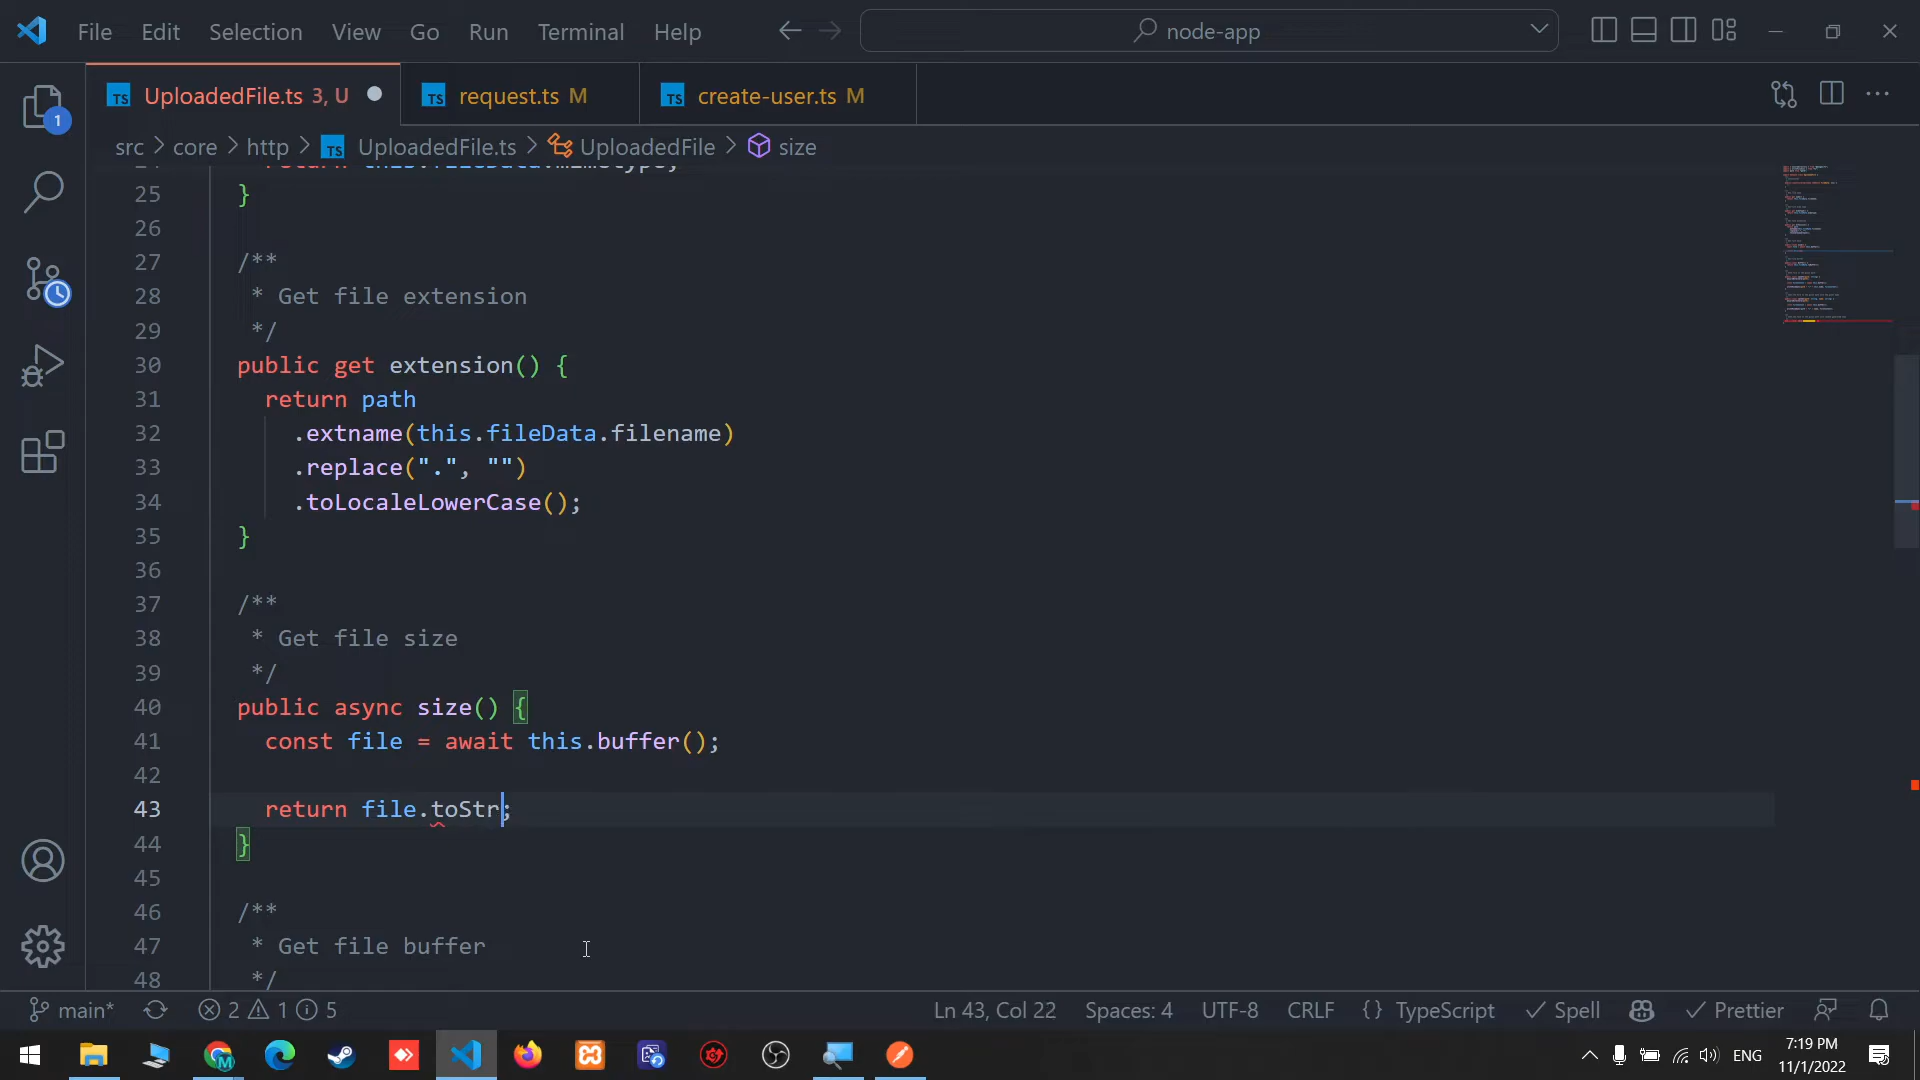 File Edit Selection View Go Run Terminal Help node-app
TS UploadedFile.ts 3, U TS request.ts M TS create-user.ts M
1
src > core > http > TS UploadedFile.ts > UploadedFile > size
25 }
26
27 /**
28 * Get file extension
29 */
30 public get extension() {
31 return path
32 .extname(this.fileData.filename)
33 .replace(".", "")
34 .toLocaleLowerCase();
35 }
36
37 /**
38 * Get file size
39 */
40 public async size() {
41 const file = await this.buffer();
42
43 return file.toStr;
44 }
45
46 /**
47 * Get file buffer
48 */
main* 2 1 5 Ln 43, Col 22 Spaces: 4 UTF-8 CRLF {} TypeScript Spell Prettier
ENG 7:19 PM
11/1/2022